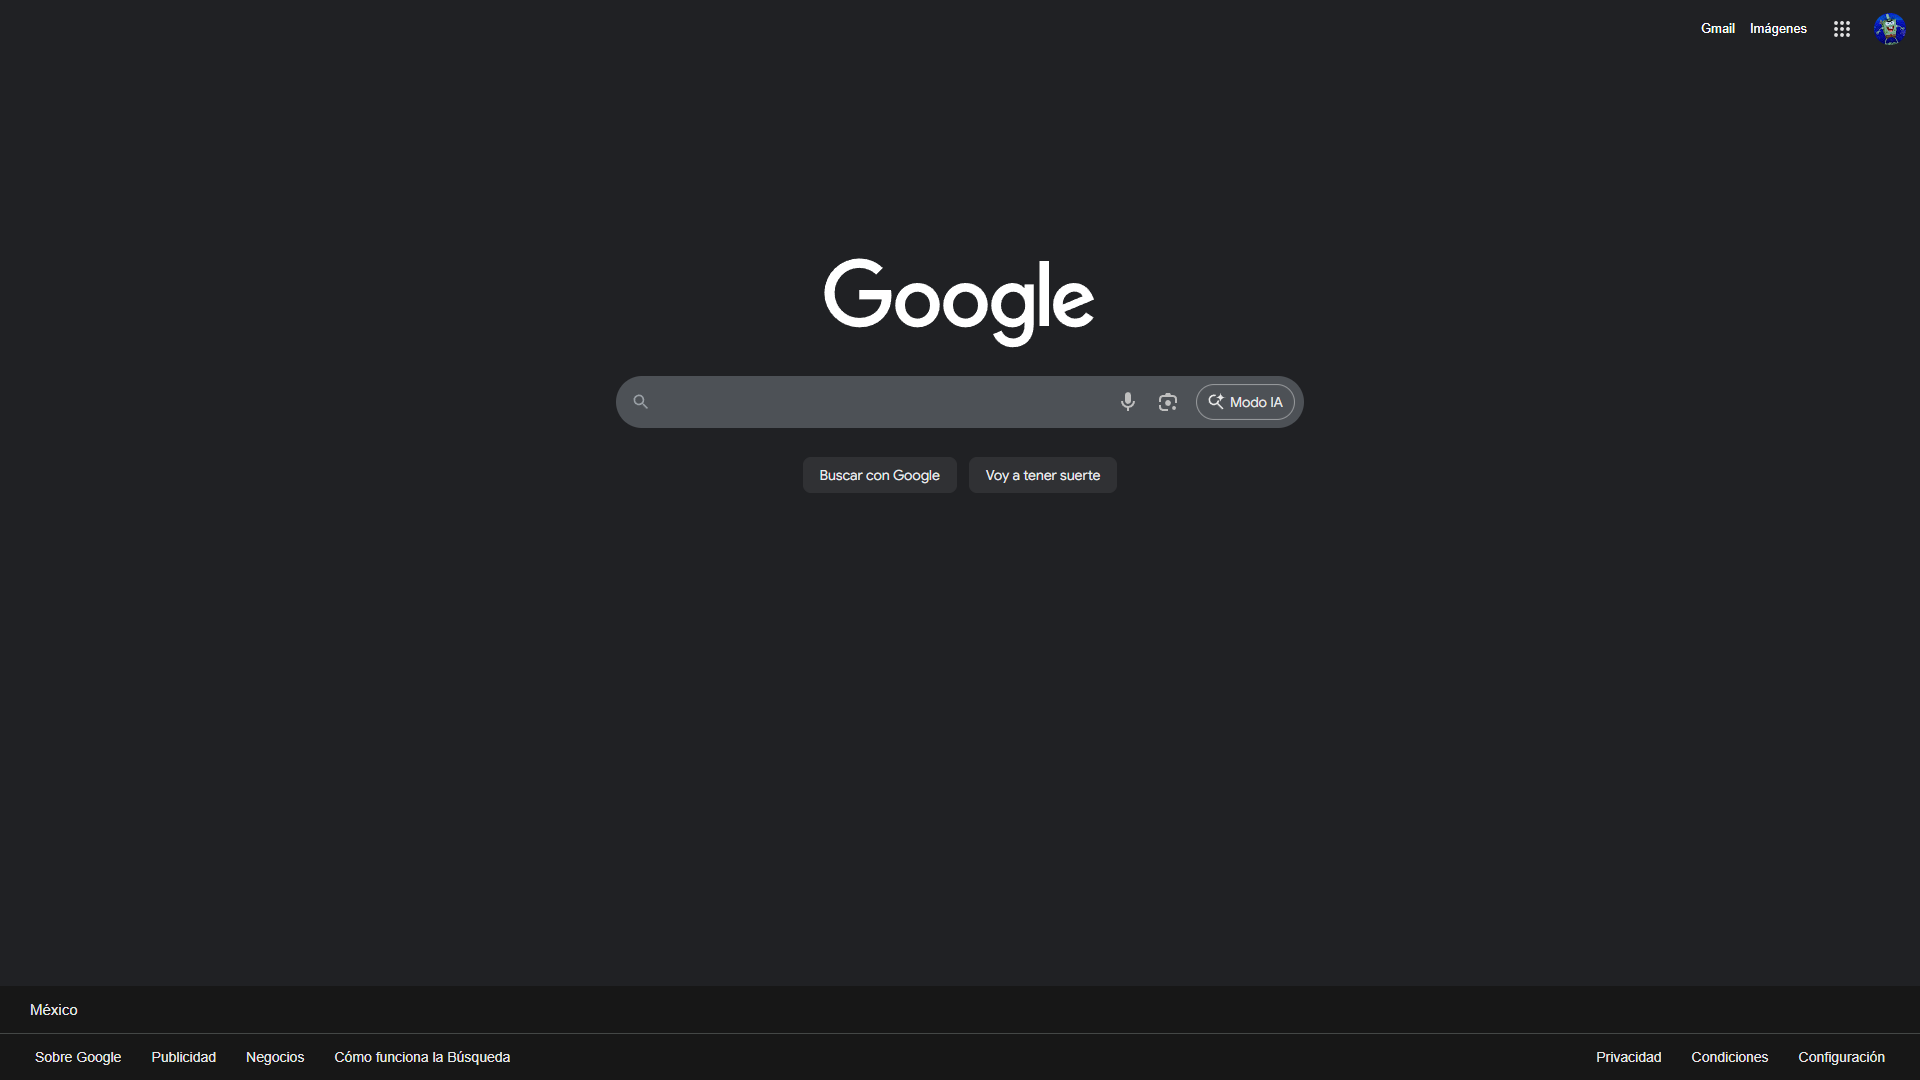 Gmail Imágenes
Google
Modo IA
Buscar con Google Voy a tener suerte
México
Sobre Google Publicidad Negocios Cómo funciona la Búsqueda Privacidad Condiciones Configuración